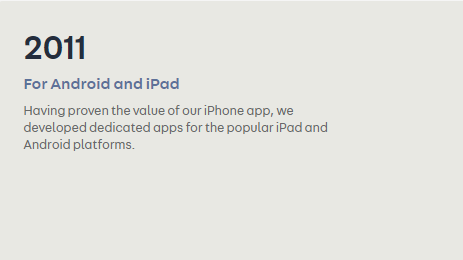 2011
For Android and iPad
Having proven the value of our iPhone app, we
developed dedicated apps for the popular iPad and
Android platforms.